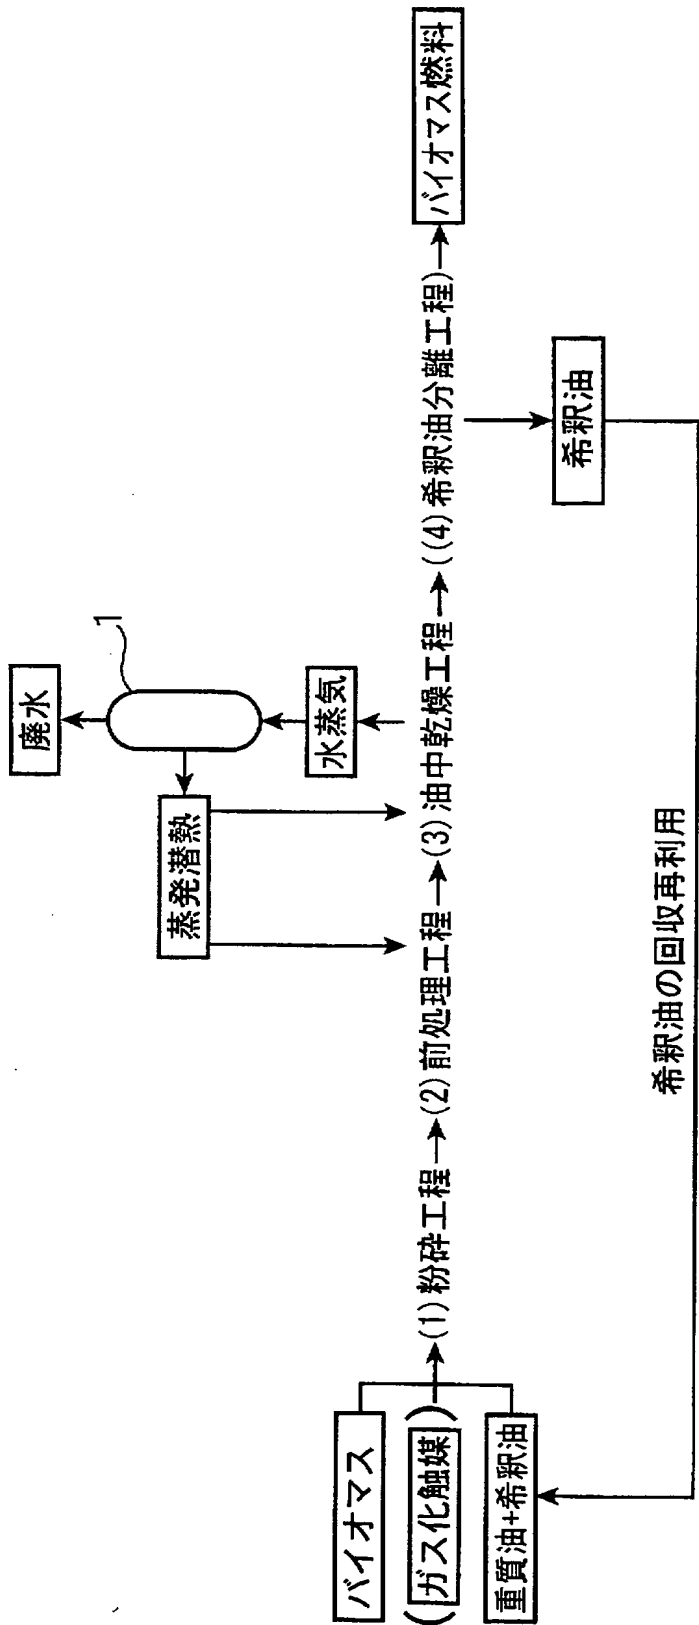 バイオマス
(ガス化触媒)
重質油+希釈油
(1)粉砕工程
(2)前処理工程
(3)油中乾燥工程
((4)希釈油分離工程)
バイオマス燃料
蒸発潜熱
廃水
1
水蒸気
希釈油
希釈油の回収再利用